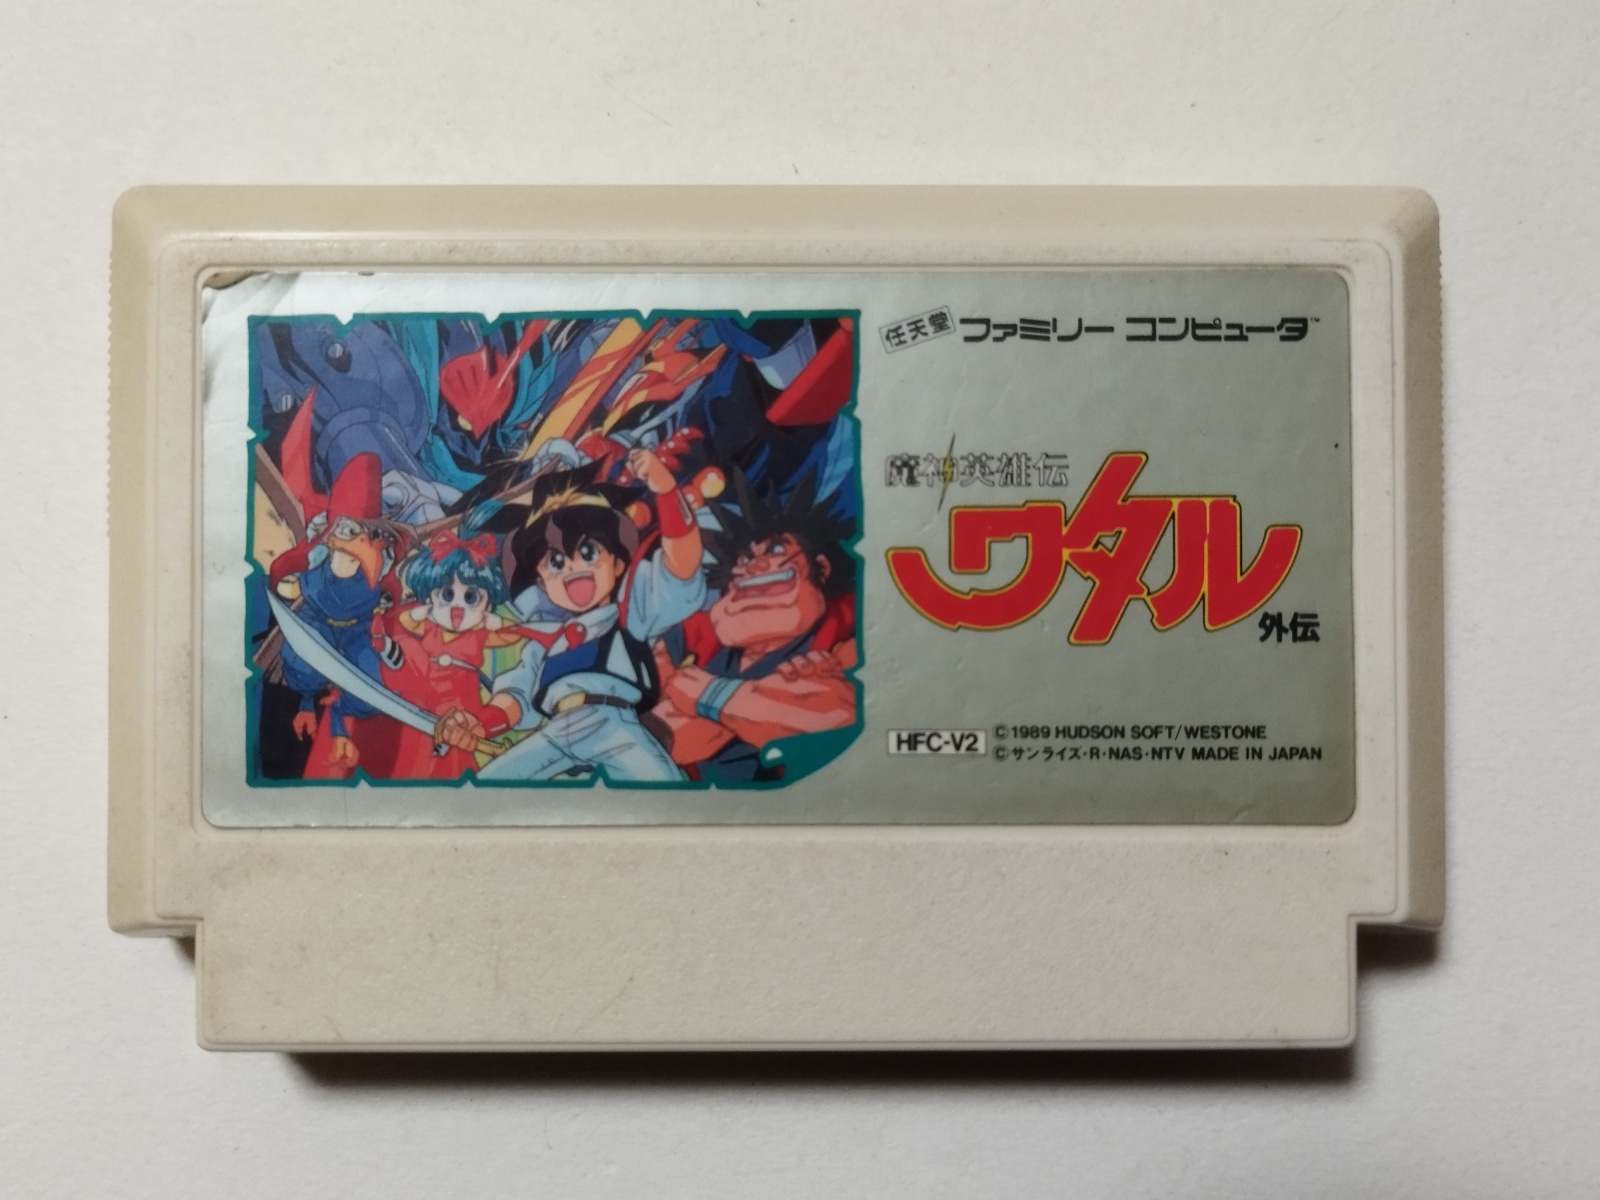 任天堂 ファミリー コンピュータ™
魔神英雄伝
ワタル
外伝
HFC-V2
©1989 HUDSON SOFT/WESTONE
©サンライズ・R・NAS・NTV MADE IN JAPAN